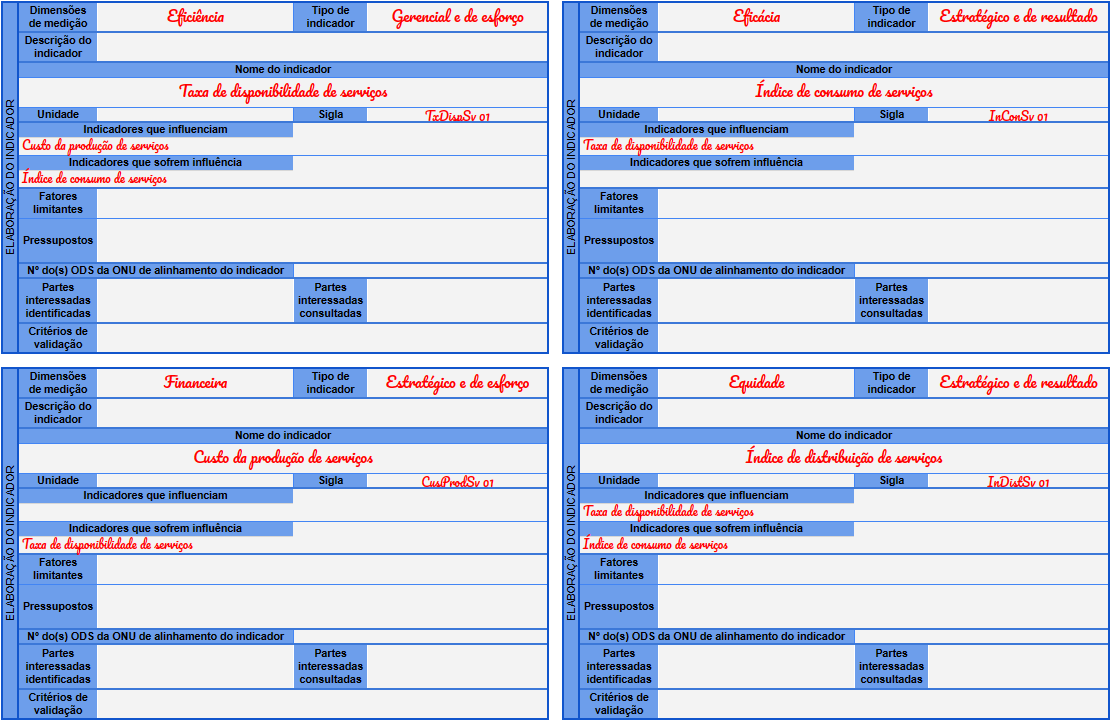 Dimensões
de medição
Eficiência
Tipo de
indicador
Gerencial e de esforço
Descrição do
indicador
Nome do indicador
Taxa de disponibilidade de serviços
Unidade
Sigla
TxDispSv 01
Indicadores que influenciam
Custo da produção de serviços
Indicadores que sofrem influência
Índice de consumo de serviços
Fatores
limitantes
Pressupostos
Nº do(s) ODS da ONU de alinhamento do indicador
Partes
interessadas
identificadas
Partes
interessadas
consultadas
Critérios de
validação
ELABORAÇÃO DO INDICADOR
Dimensões
de medição
Eficácia
Tipo de
indicador
Estratégico e de resultado
Descrição do
indicador
Nome do indicador
Índice de consumo de serviços
Unidade
Sigla
InConSv 01
Indicadores que influenciam
Taxa de disponibilidade de serviços
Indicadores que sofrem influência
Fatores
limitantes
Pressupostos
Nº do(s) ODS da ONU de alinhamento do indicador
Partes
interessadas
identificadas
Partes
interessadas
consultadas
Critérios de
validação
ELABORAÇÃO DO INDICADOR
Dimensões
de medição
Financeira
Tipo de
indicador
Estratégico e de esforço
Descrição do
indicador
Nome do indicador
Custo da produção de serviços
Unidade
Sigla
CusProdSv 01
Indicadores que influenciam
Indicadores que sofrem influência
Taxa de disponibilidade de serviços
Fatores
limitantes
Pressupostos
Nº do(s) ODS da ONU de alinhamento do indicador
Partes
interessadas
identificadas
Partes
interessadas
consultadas
Critérios de
validação
ELABORAÇÃO DO INDICADOR
Dimensões
de medição
Equidade
Tipo de
indicador
Estratégico e de resultado
Descrição do
indicador
Nome do indicador
Índice de distribuição de serviços
Unidade
Sigla
InDistSv 01
Indicadores que influenciam
Taxa de disponibilidade de serviços
Indicadores que sofrem influência
Índice de consumo de serviços
Fatores
limitantes
Pressupostos
Nº do(s) ODS da ONU de alinhamento do indicador
Partes
interessadas
identificadas
Partes
interessadas
consultadas
Critérios de
validação
ELABORAÇÃO DO INDICADOR